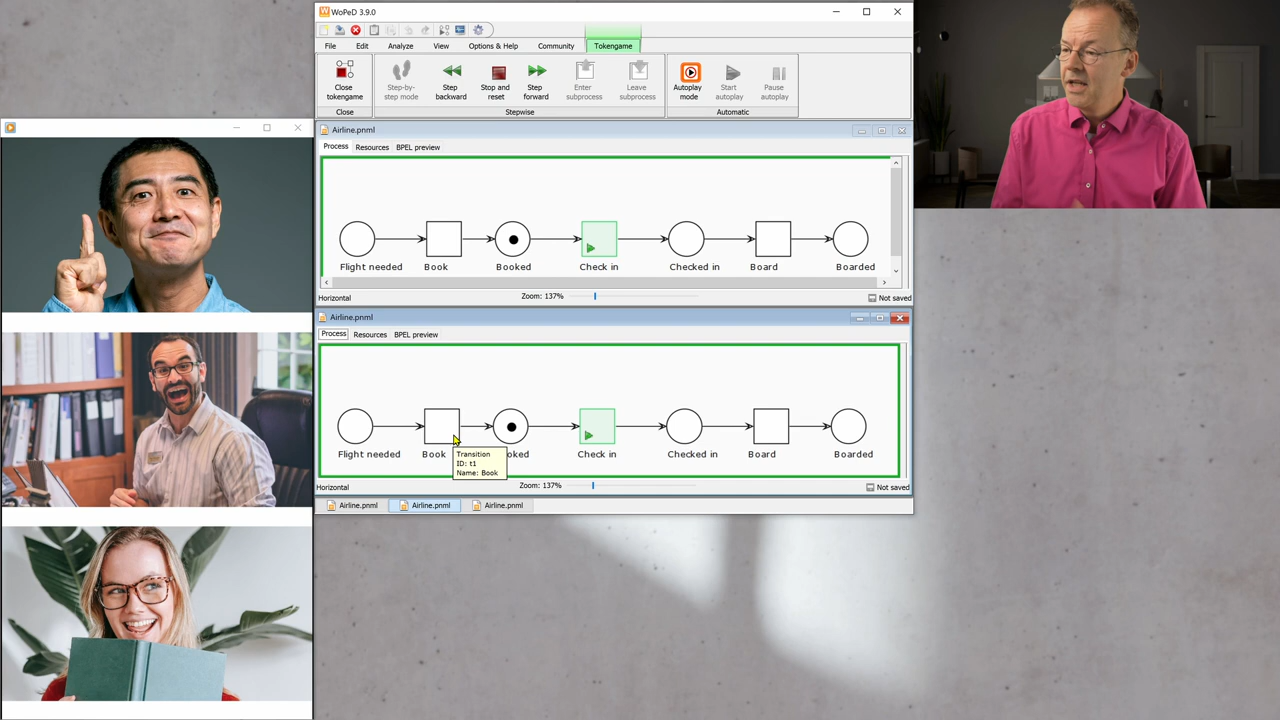 WoPeD 3.9.0
File Edit Analyze View Options & Help Community Tokengame
Close tokengame
Step-by-step mode
Step backward
Stop and reset
Step forward
Enter subprocess
Leave subprocess
Autoplay mode
Start autoplay
Pause autoplay
Close Stepwise Automatic
Airline.pnml
Process Resources BPEL preview
Flight needed Book Booked Check in Checked in Board Boarded
Horizontal Zoom: 137% Not saved
Airline.pnml
Process Resources BPEL preview
Flight needed Book oked Check in Checked in Board Boarded
Transition
ID: t1
Name: Book
Horizontal Zoom: 137% Not saved
Airline.pnml Airline.pnml Airline.pnml